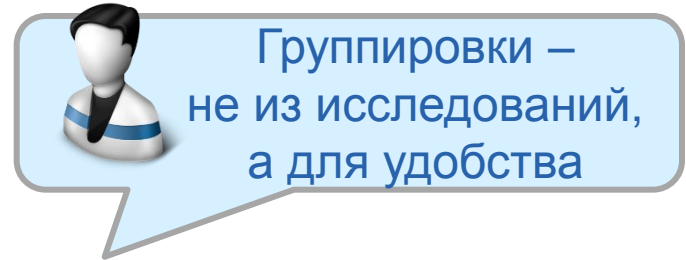 Группировки –
не из исследований,
а для удобства